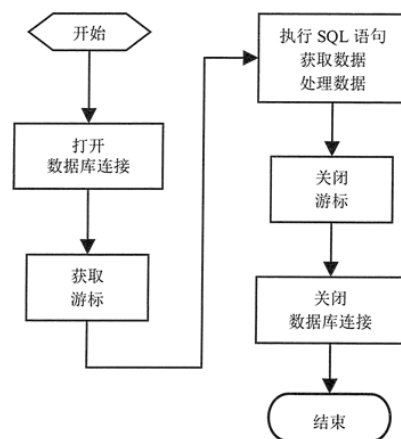 开始
打开
数据库连接
获取
游标
执行 SQL 语句
获取数据
处理数据
关闭
游标
关闭
数据库连接
结束